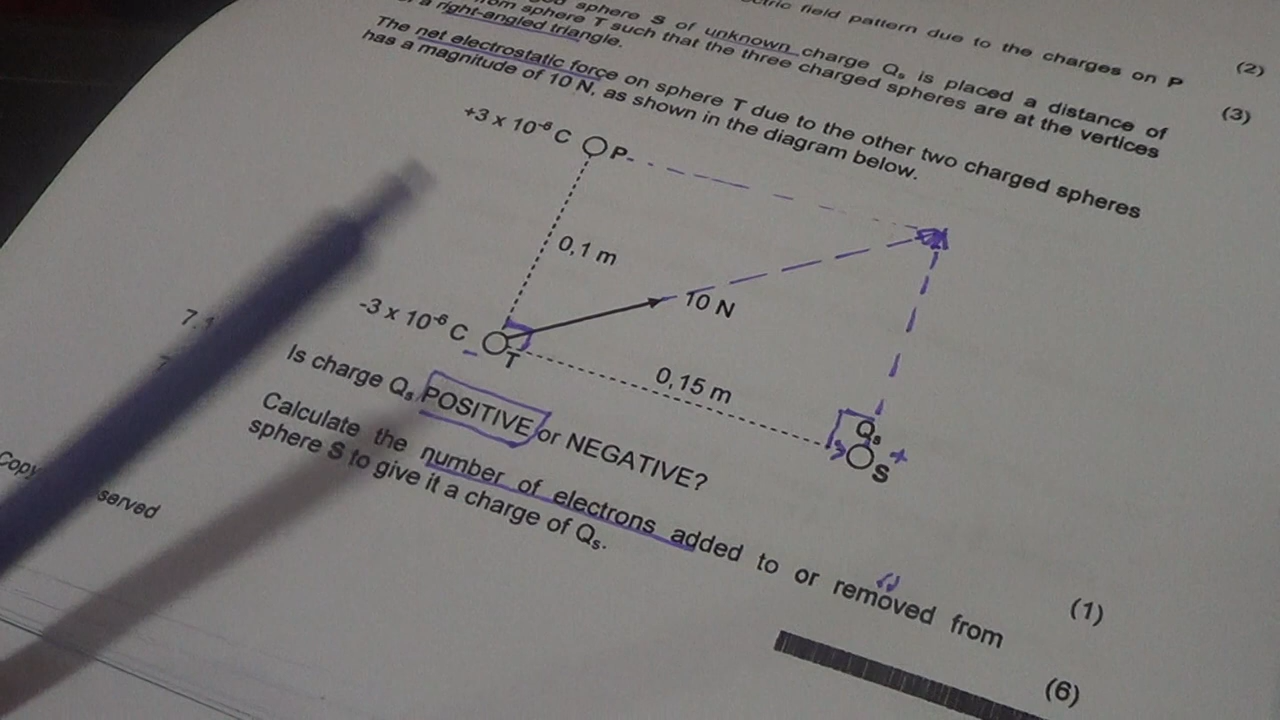 ctric field pattern due to the charges on P
(2)
sphere S of unknown charge Qs is placed a distance of
om sphere T such that the three charged spheres are at the vertices
a right-angled triangle.
(3)
The net electrostatic force on sphere T due to the other two charged spheres
has a magnitude of 10 N, as shown in the diagram below.
+3 x 10⁻⁶ C P
0,1 m
10 N
-3 x 10⁻⁶ C
T
0,15 m
Qs
S +
Is charge Qs POSITIVE or NEGATIVE?
(1)
Calculate the number of electrons added to or removed from
sphere S to give it a charge of Qs.
(6)
served